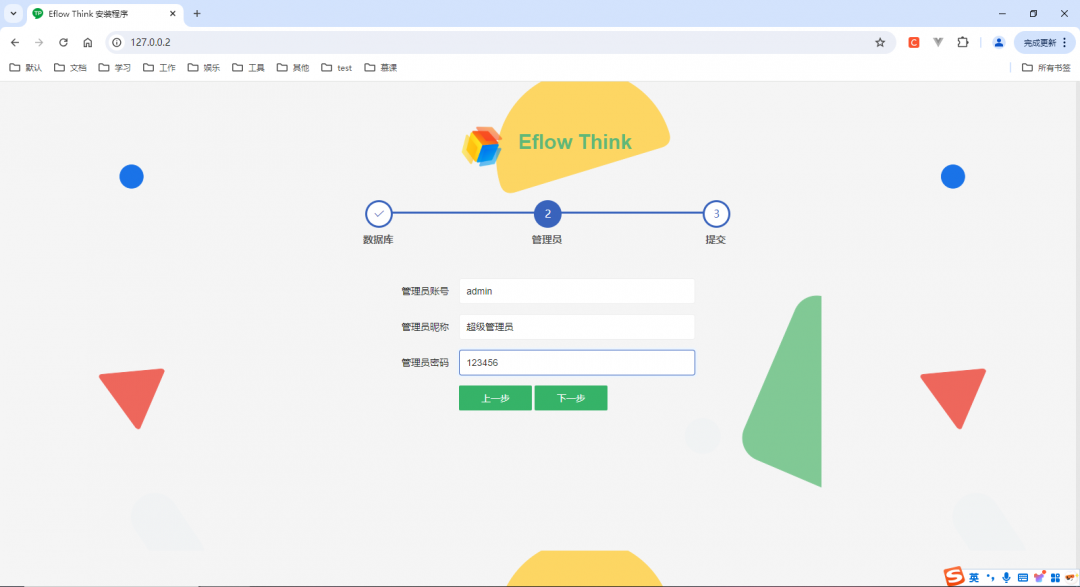 TP Eflow Think 安装程序
127.0.0.2
C
完成更新
默认 文档 学习 工作 娱乐 工具 其他 test 慕课
所有书签
Eflow Think
2 3
数据库 管理员 提交
管理员账号 admin
管理员昵称 超级管理员
管理员密码 123456
上一步 下一步
S 英